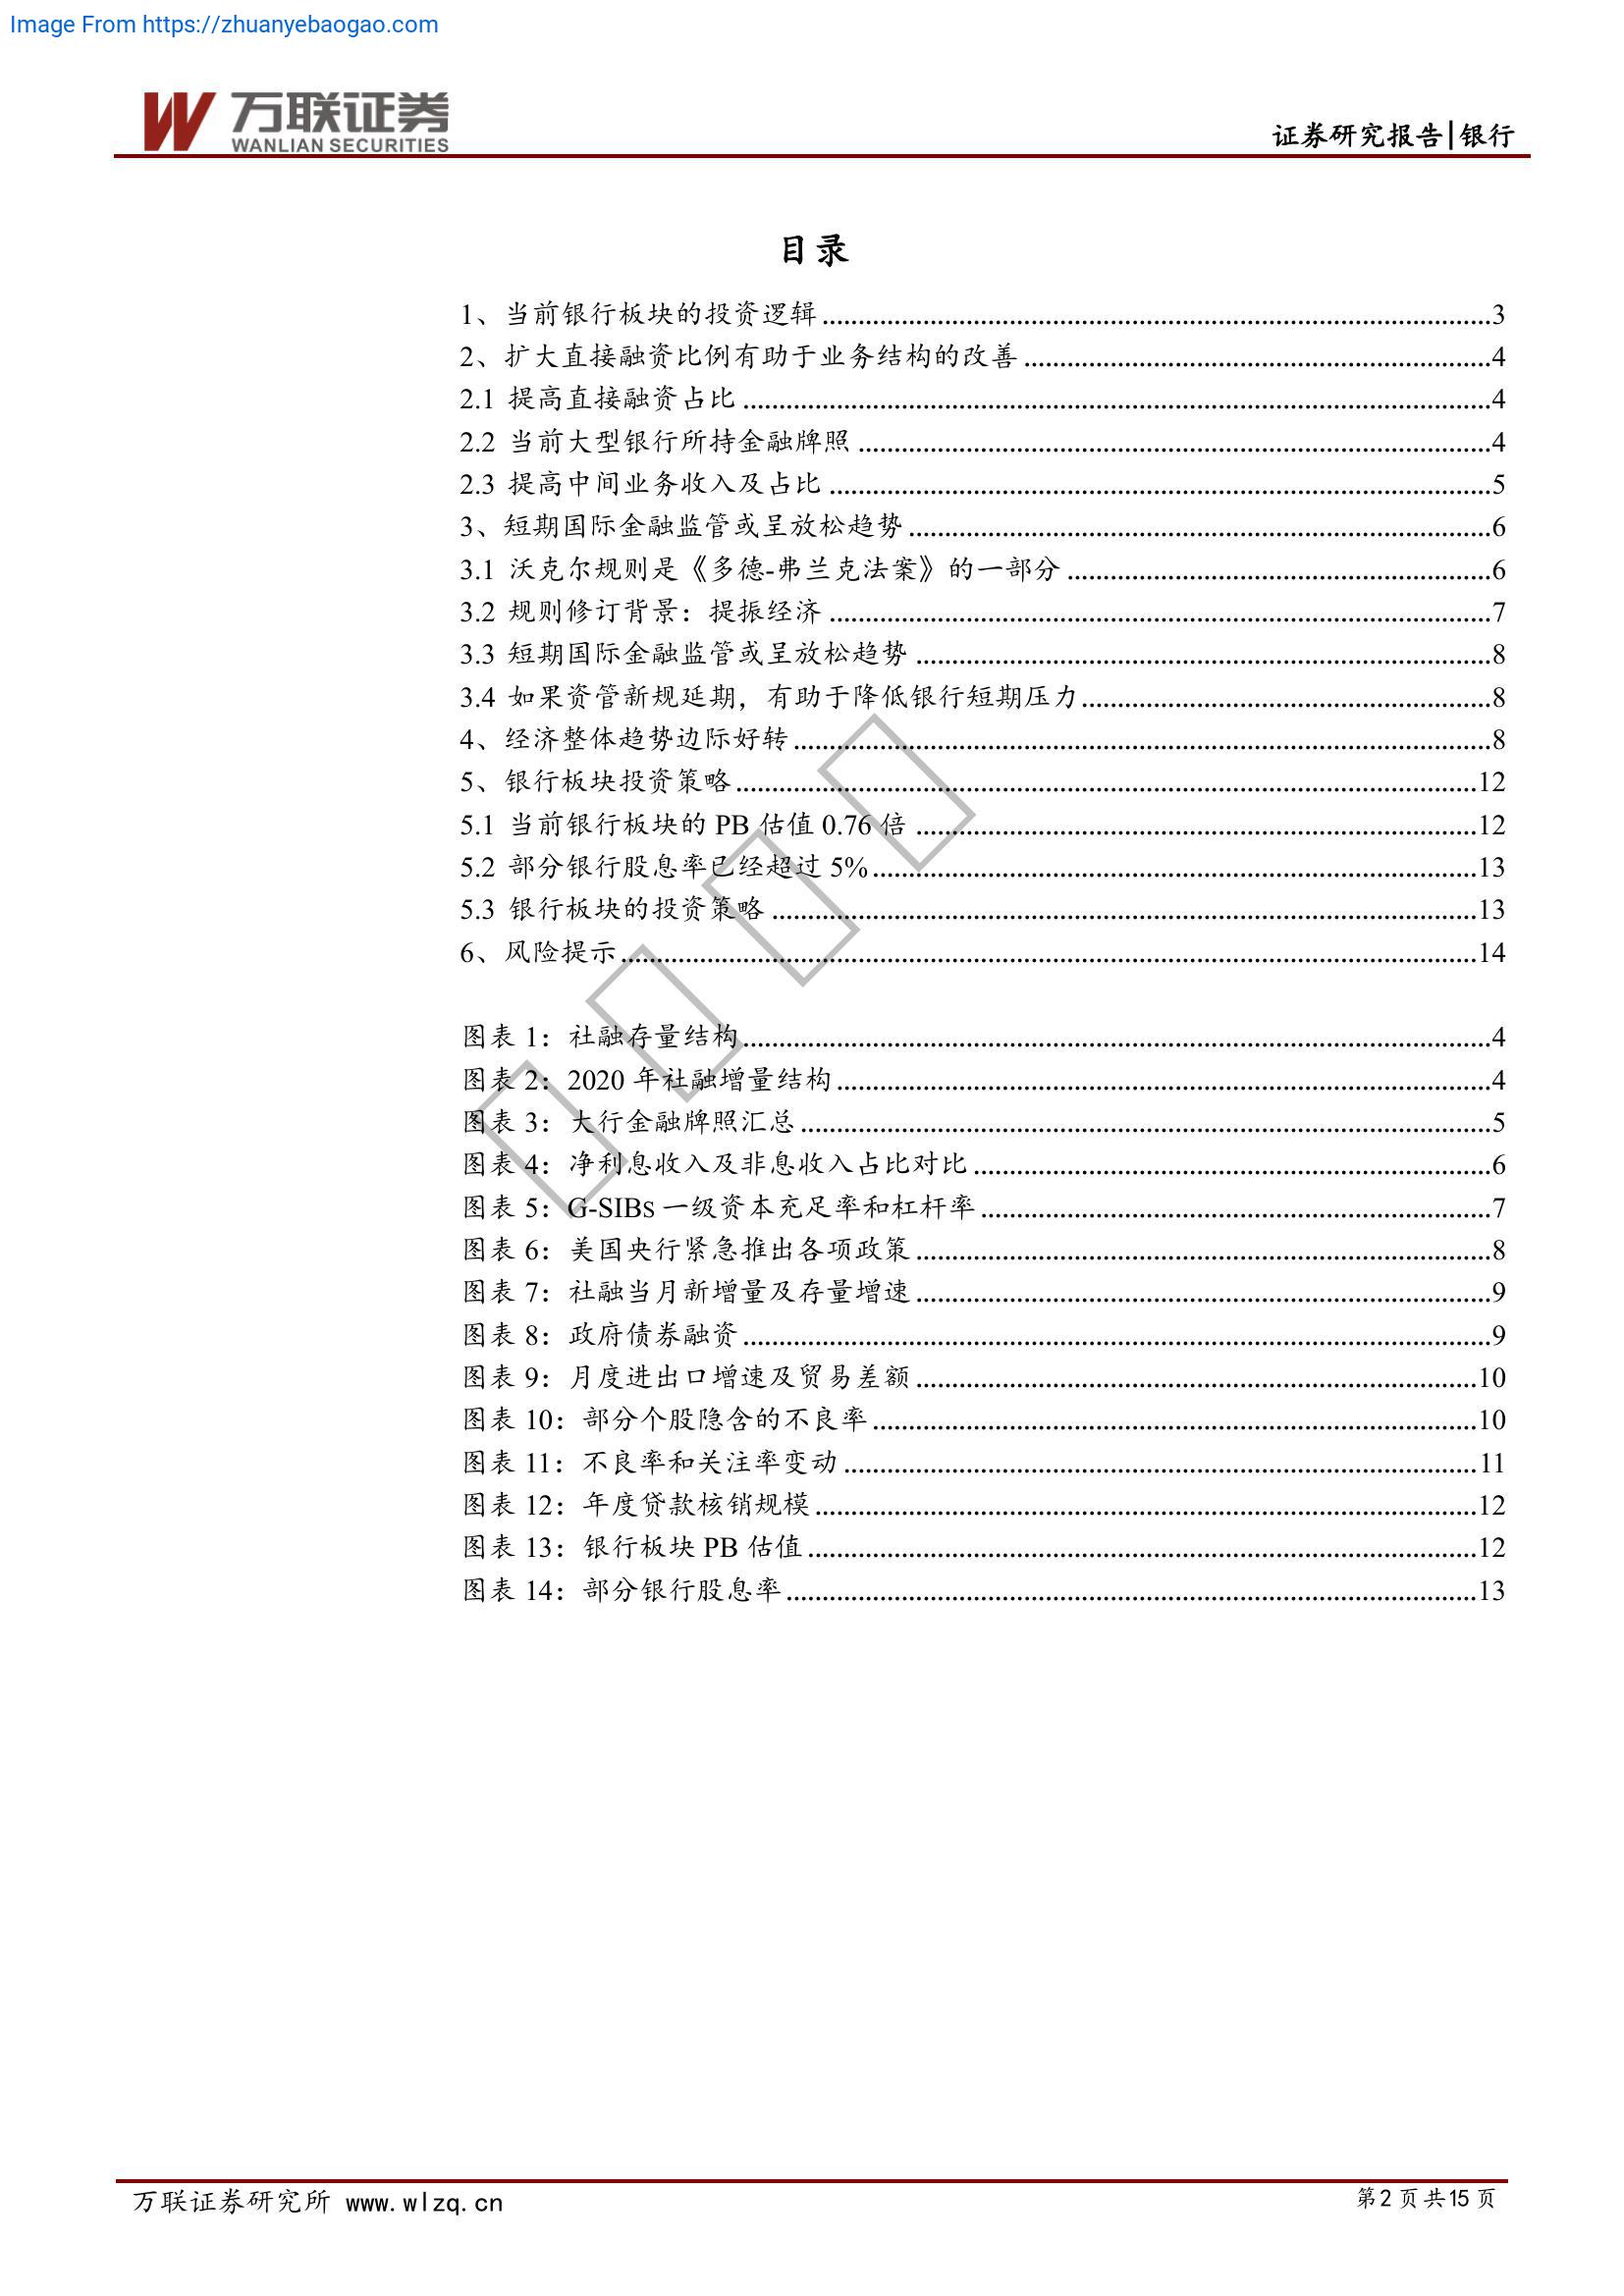 Image From https://zhuanyebaogao.com
万联证券
WANLIAN SECURITIES
证券研究报告|银行
目录
1、当前银行板块的投资逻辑......3
2、扩大直接融资比例有助于业务结构的改善......4
2.1 提高直接融资占比......4
2.2 当前大型银行所持金融牌照......4
2.3 提高中间业务收入及占比......5
3、短期国际金融监管或呈放松趋势......6
3.1 沃克尔规则是《多德-弗兰克法案》的一部分......6
3.2 规则修订背景：提振经济......7
3.3 短期国际金融监管或呈放松趋势......8
3.4 如果资管新规延期，有助于降低银行短期压力......8
4、经济整体趋势边际好转......8
5、银行板块投资策略......12
5.1 当前银行板块的 PB 估值 0.76 倍......12
5.2 部分银行股息率已经超过 5%......13
5.3 银行板块的投资策略......13
6、风险提示......14
图表 1：社融存量结构......4
图表 2：2020 年社融增量结构......4
图表 3：大行金融牌照汇总......5
图表 4：净利息收入及非息收入占比对比......6
图表 5：G-SIBs 一级资本充足率和杠杆率......7
图表 6：美国央行紧急推出各项政策......8
图表 7：社融当月新增量及存量增速......9
图表 8：政府债券融资......9
图表 9：月度进出口增速及贸易差额......10
图表 10：部分个股隐含的不良率......10
图表 11：不良率和关注率变动......11
图表 12：年度贷款核销规模......12
图表 13：银行板块 PB 估值......12
图表 14：部分银行股息率......13
万联证券研究所 www.wlzq.cn
第2页共15页